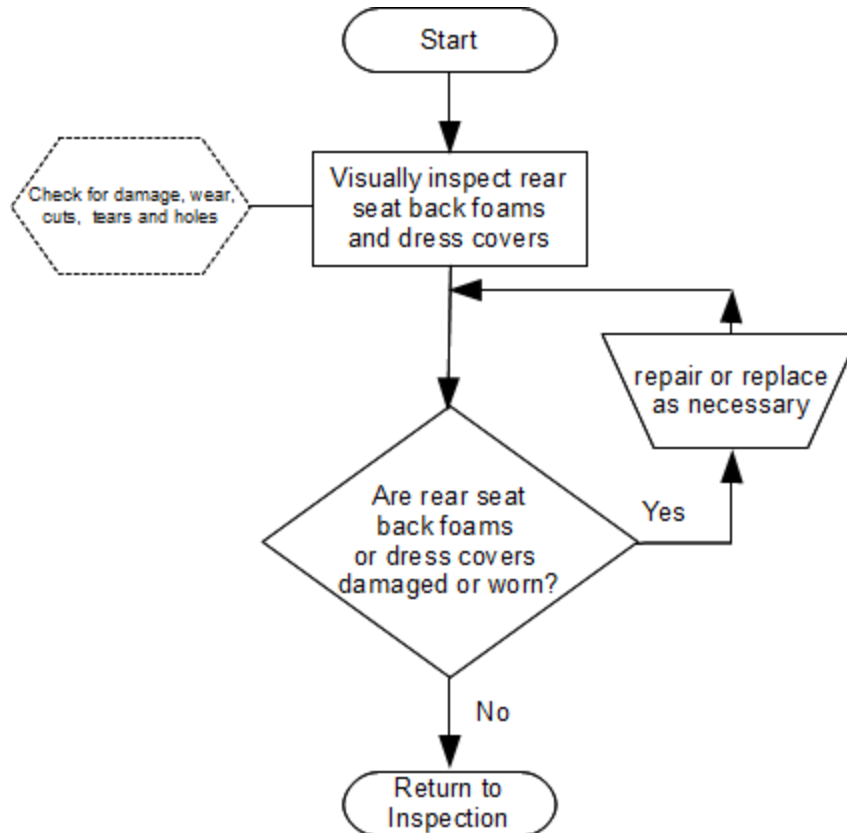 Start
Visually inspect rear
seat back foams
and dress covers
Check for damage, wear,
cuts, tears and holes
repair or replace
as necessary
Are rear seat
back foams
or dress covers
damaged or worn?
Yes
No
Return to
Inspection